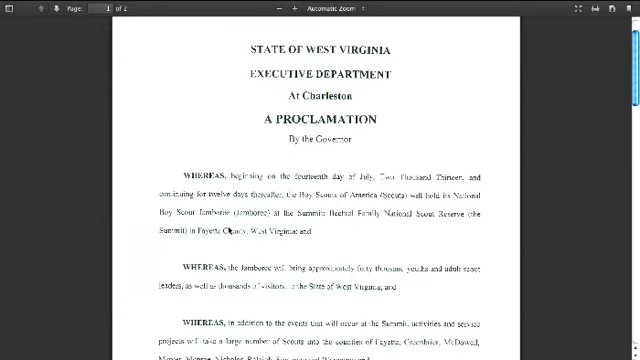 Page: 1 of 2 Automatic Zoom
STATE OF WEST VIRGINIA
EXECUTIVE DEPARTMENT
At Charleston
A PROCLAMATION
By the Governor
WHEREAS, beginning on the fourteenth day of July, Two Thousand Thirteen, and
continuing for twelve days thereafter, the Boy Scouts of America (Scouts) will hold its National
Boy Scout Jamboree (Jamboree) at the Summit Bechtel Family National Scout Reserve (the
Summit) in Fayette County, West Virginia; and
WHEREAS, the Jamboree will bring approximately forty thousand youths and adult scout
leaders, as well as thousands of visitors, to the State of West Virginia; and
WHEREAS, in addition to the events that will occur at the Summit, activities and service
projects will take a large number of Scouts into the counties of Fayette, Greenbrier, McDowell,
Mercer, Monroe, Nicholas, Raleigh, and